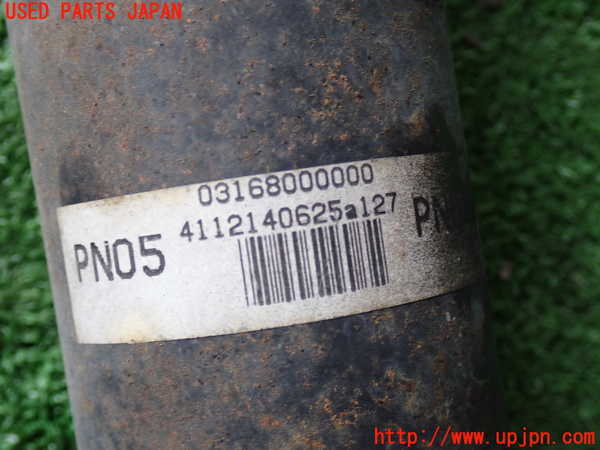 USED PARTS JAPAN
03168000000
4112140625a127
PN05
PN
http://www.upjpn.com/